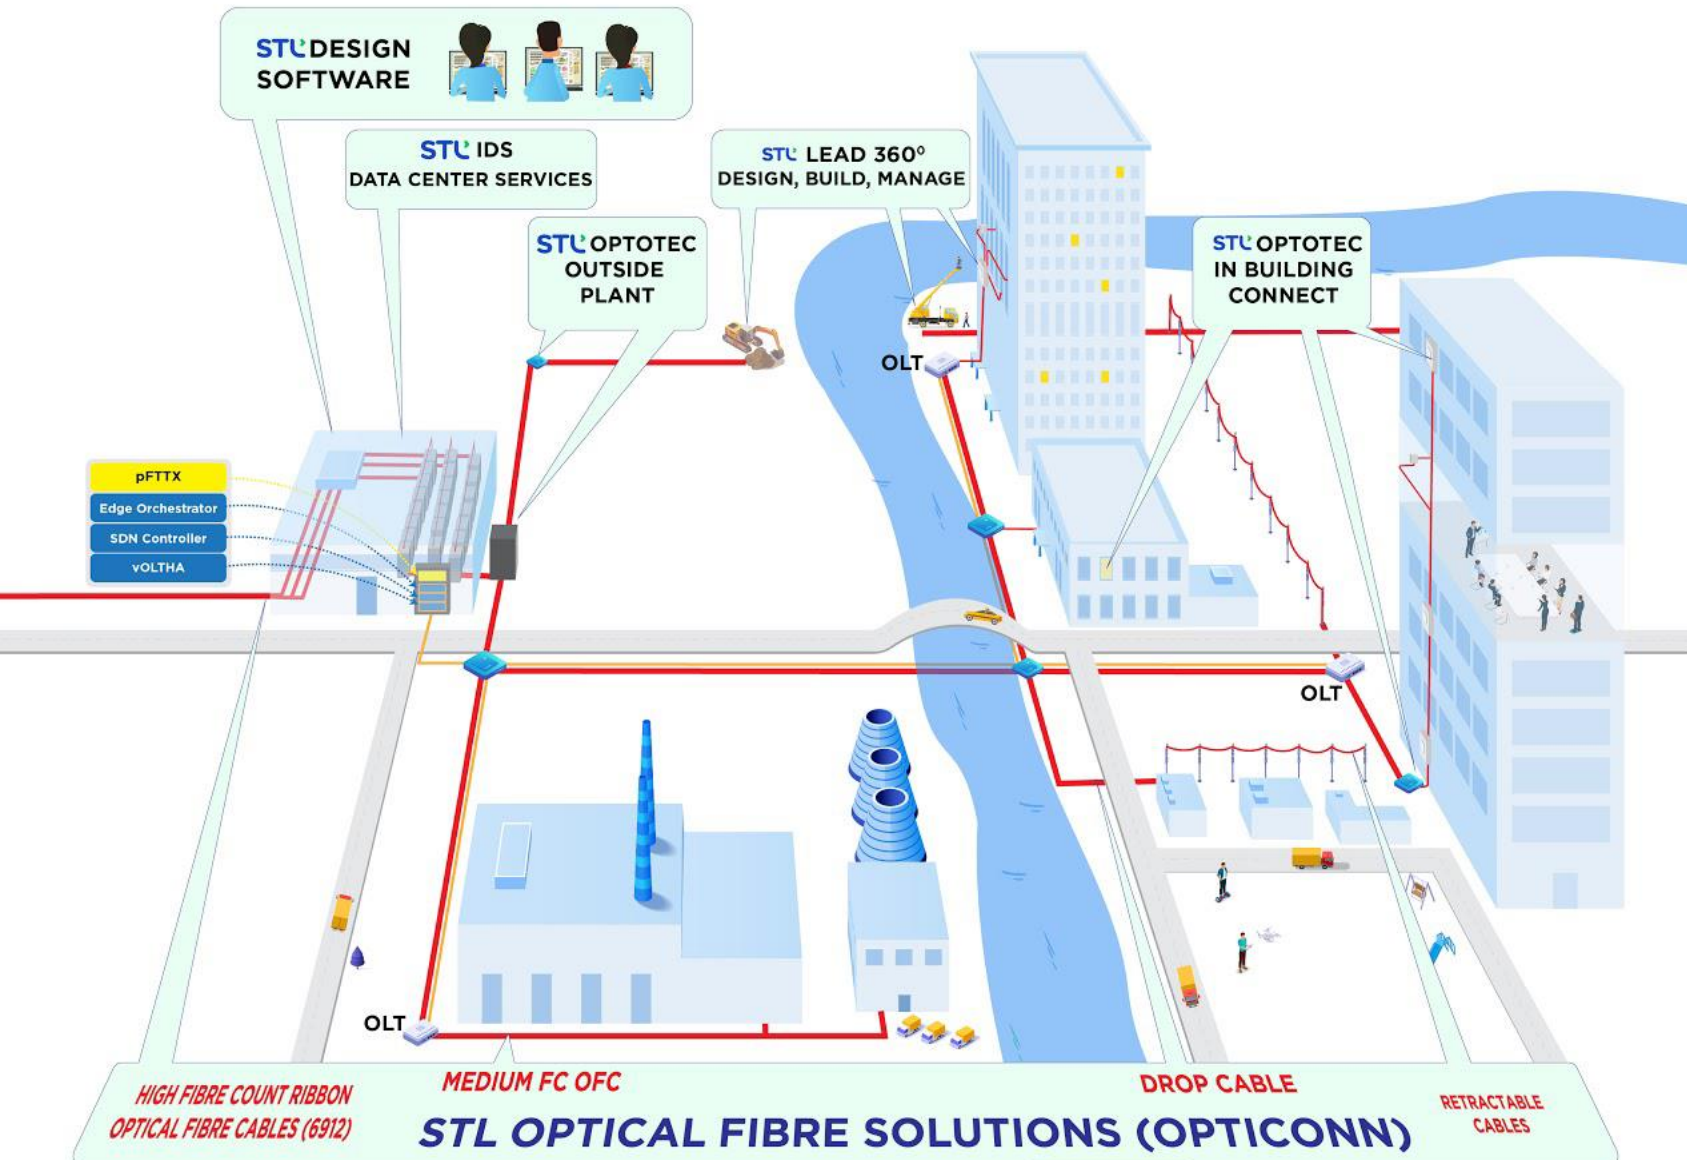 STL DESIGN
SOFTWARE
STL IDS
DATA CENTER SERVICES
STL LEAD 360⁰
DESIGN, BUILD, MANAGE
STL OPTOTEC
OUTSIDE
PLANT
STL OPTOTEC
IN BUILDING
CONNECT
OLT
pFTTX
Edge Orchestrator
SDN Controller
vOLTHA
OLT
OLT
HIGH FIBRE COUNT RIBBON
OPTICAL FIBRE CABLES (6912)
MEDIUM FC OFC
DROP CABLE
RETRACTABLE
CABLES
STL OPTICAL FIBRE SOLUTIONS (OPTICONN)